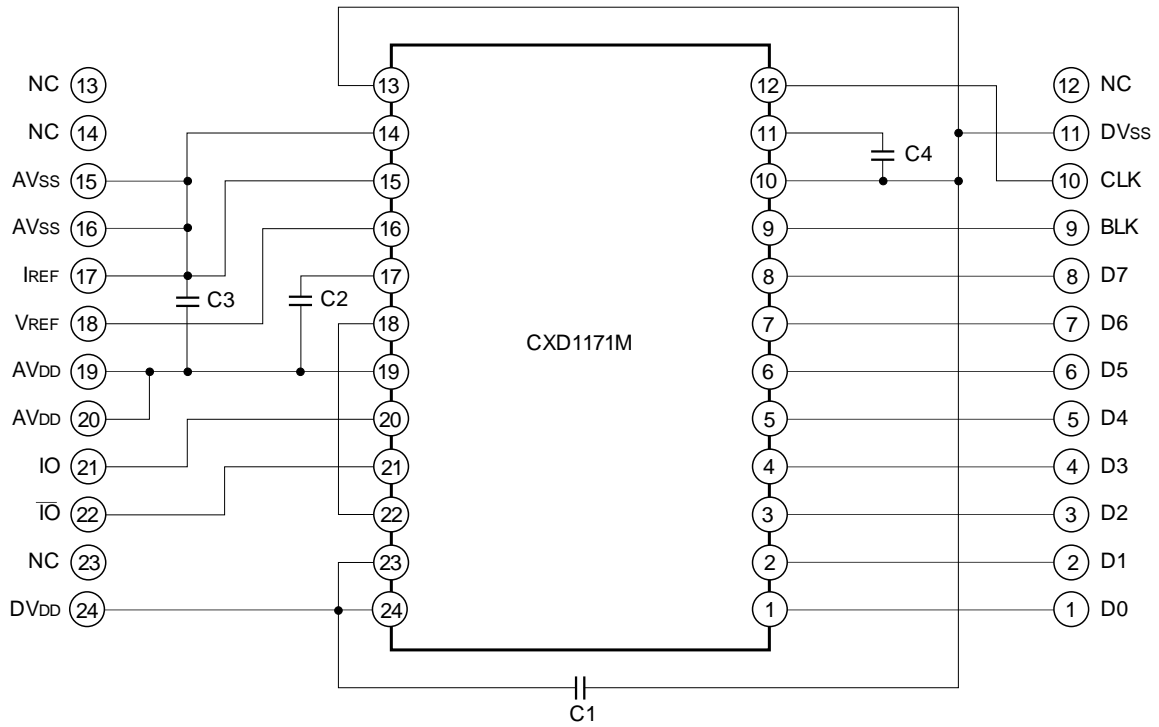 NC 13
NC 14
AVSS 15
AVSS 16
IREF 17
VREF 18
AVDD 19
AVDD 20
IO 21
IO 22
NC 23
DVDD 24
C3
C2
13
14
15
16
17
18
19
20
21
22
23
24
CXD1171M
12
11
10
9
8
7
6
5
4
3
2
1
C4
12 NC
11 DVSS
10 CLK
9 BLK
8 D7
7 D6
6 D5
5 D4
4 D3
3 D2
2 D1
1 D0
C1